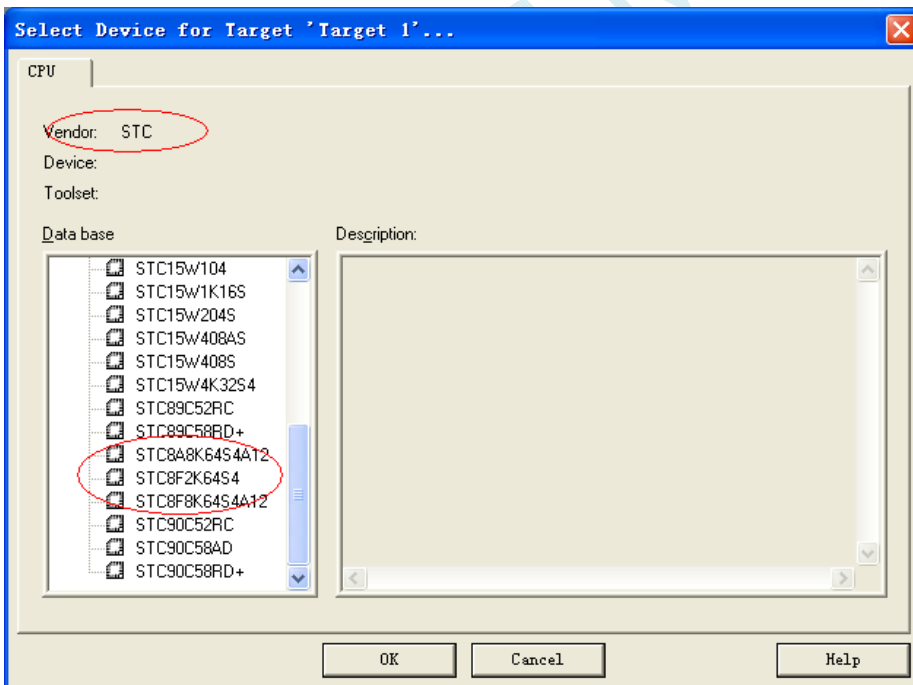 Select Device for Target 'Target 1'...
CPU
Vendor: STC
Device:
Toolset:
Data base
Description:
STC15W104
STC15W1K16S
STC15W204S
STC15W408AS
STC15W408S
STC15W4K32S4
STC89C52RC
STC89C58RD+
STC8A8K64S4A12
STC8F2K64S4
STC8F8K64S4A12
STC90C52RC
STC90C58AD
STC90C58RD+
OK
Cancel
Help